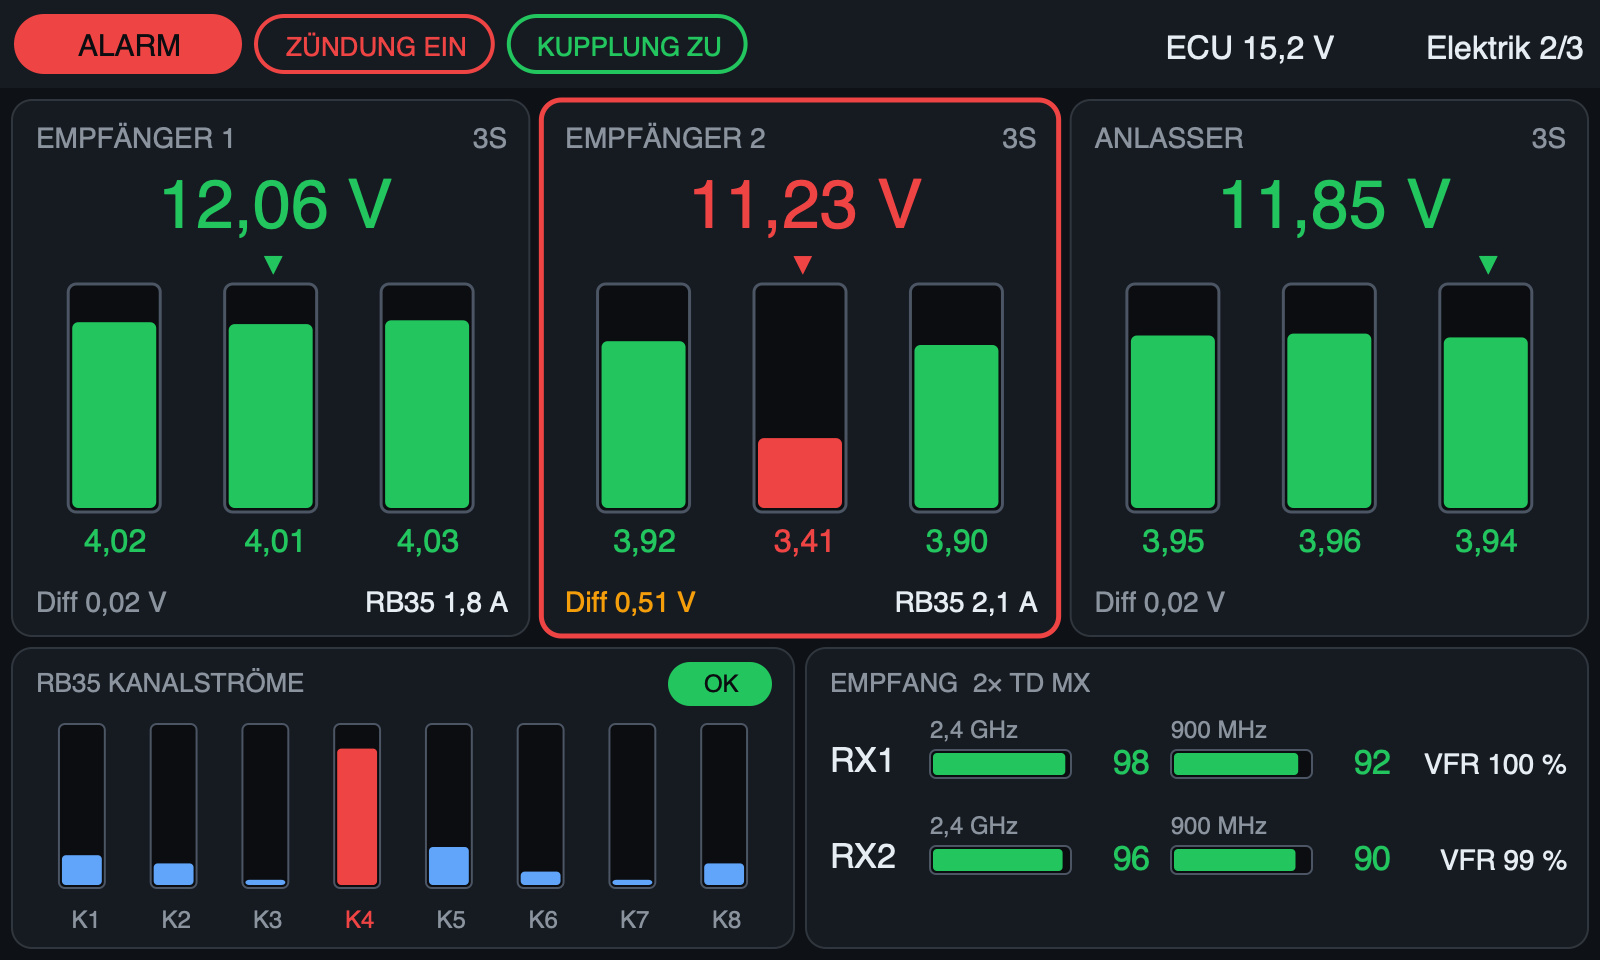 ALARM
ZÜNDUNG EIN
KUPPLUNG ZU
ECU 15,2 V
Elektrik 2/3
EMPFÄNGER 1
3S
12,06 V
4,02
4,01
4,03
Diff 0,02 V
RB35 1,8 A
EMPFÄNGER 2
3S
11,23 V
3,92
3,41
3,90
Diff 0,51 V
RB35 2,1 A
ANLASSER
3S
11,85 V
3,95
3,96
3,94
Diff 0,02 V
RB35 KANALSTRÖME
OK
K1
K2
K3
K4
K5
K6
K7
K8
EMPFANG 2× TD MX
2,4 GHz
900 MHz
RX1
98
92
VFR 100 %
2,4 GHz
900 MHz
RX2
96
90
VFR 99 %